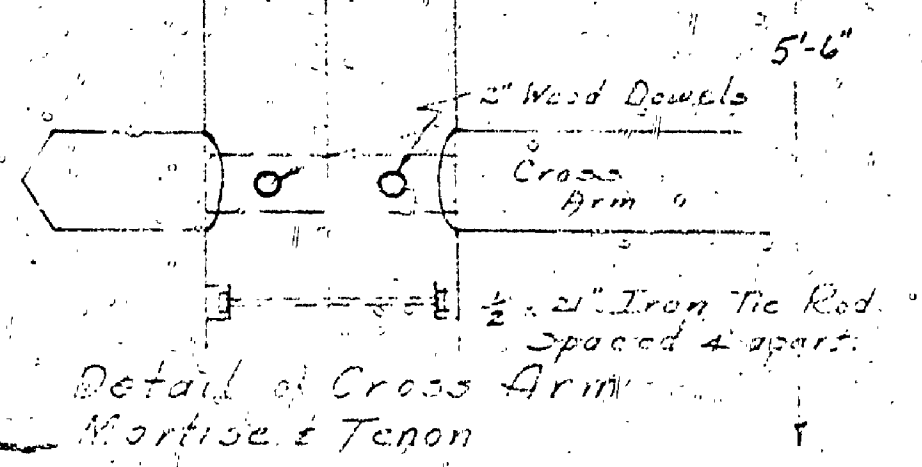 5'-6"
2" Wood Dowels
Cross
Arm
½ x 21" Iron Tie Rod
Spaced 4' apart.
Detail of Cross Arm
Mortise & Tenon